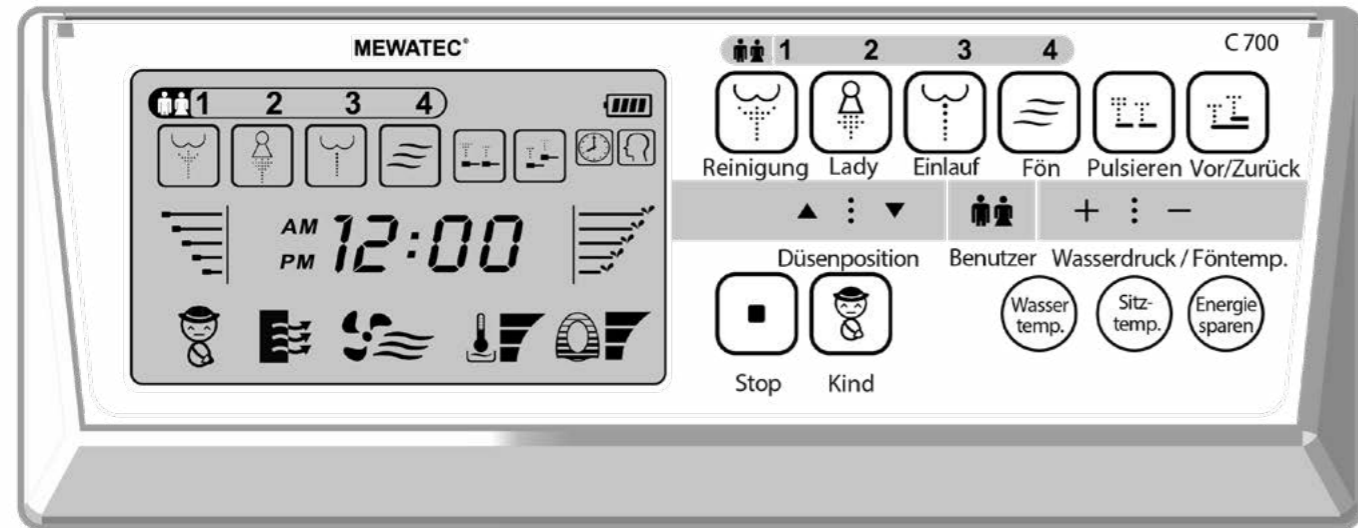 MEWATEC®
1 2 3 4
C 700
1 2 3 4
Reinigung Lady Einlauf Fön Pulsieren Vor/Zurück
AM
PM
12:00
▲ ⋮ ▼ + ⋮ −
Düsenposition Benutzer Wasserdruck / Föntemp.
Wasser temp.
Sitz-
temp.
Energie
sparen
Stop Kind